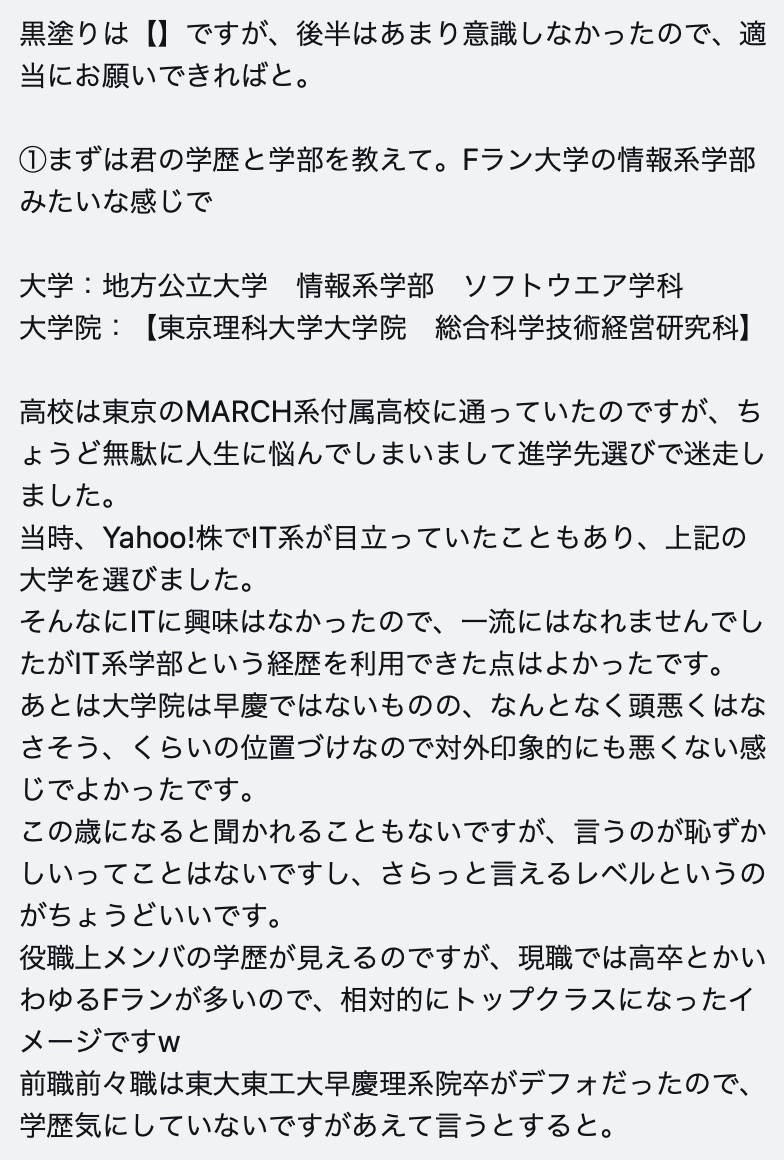 黒塗りは【】ですが、後半はあまり意識しなかったので、適
当にお願いできればと。
①まずは君の学歴と学部を教えて。Fラン大学の情報系学部
みたいな感じで
大学：地方公立大学　情報系学部　ソフトウエア学科
大学院：【東京理科大学大学院　総合科学技術経営研究科】
高校は東京のMARCH系付属高校に通っていたのですが、ち
ょうど無駄に人生に悩んでしまいまして進学先選びで迷走し
ました。
当時、Yahoo!株でIT系が目立っていたこともあり、上記の
大学を選びました。
そんなにITに興味はなかったので、一流にはなれませんでし
たがIT系学部という経歴を利用できた点はよかったです。
あとは大学院は早慶ではないものの、なんとなく頭悪くはな
さそう、くらいの位置づけなので対外印象的にも悪くない感
じでよかったです。
この歳になると聞かれることもないですが、言うのが恥ずか
しいってことはないですし、さらっと言えるレベルというの
がちょうどいいです。
役職上メンバの学歴が見えるのですが、現職では高卒とかい
わゆるFランが多いので、相対的にトップクラスになったイ
メージですw
前職前々職は東大東工大早慶理系院卒がデフォだったので、
学歴気にしていないですがあえて言うとすると。